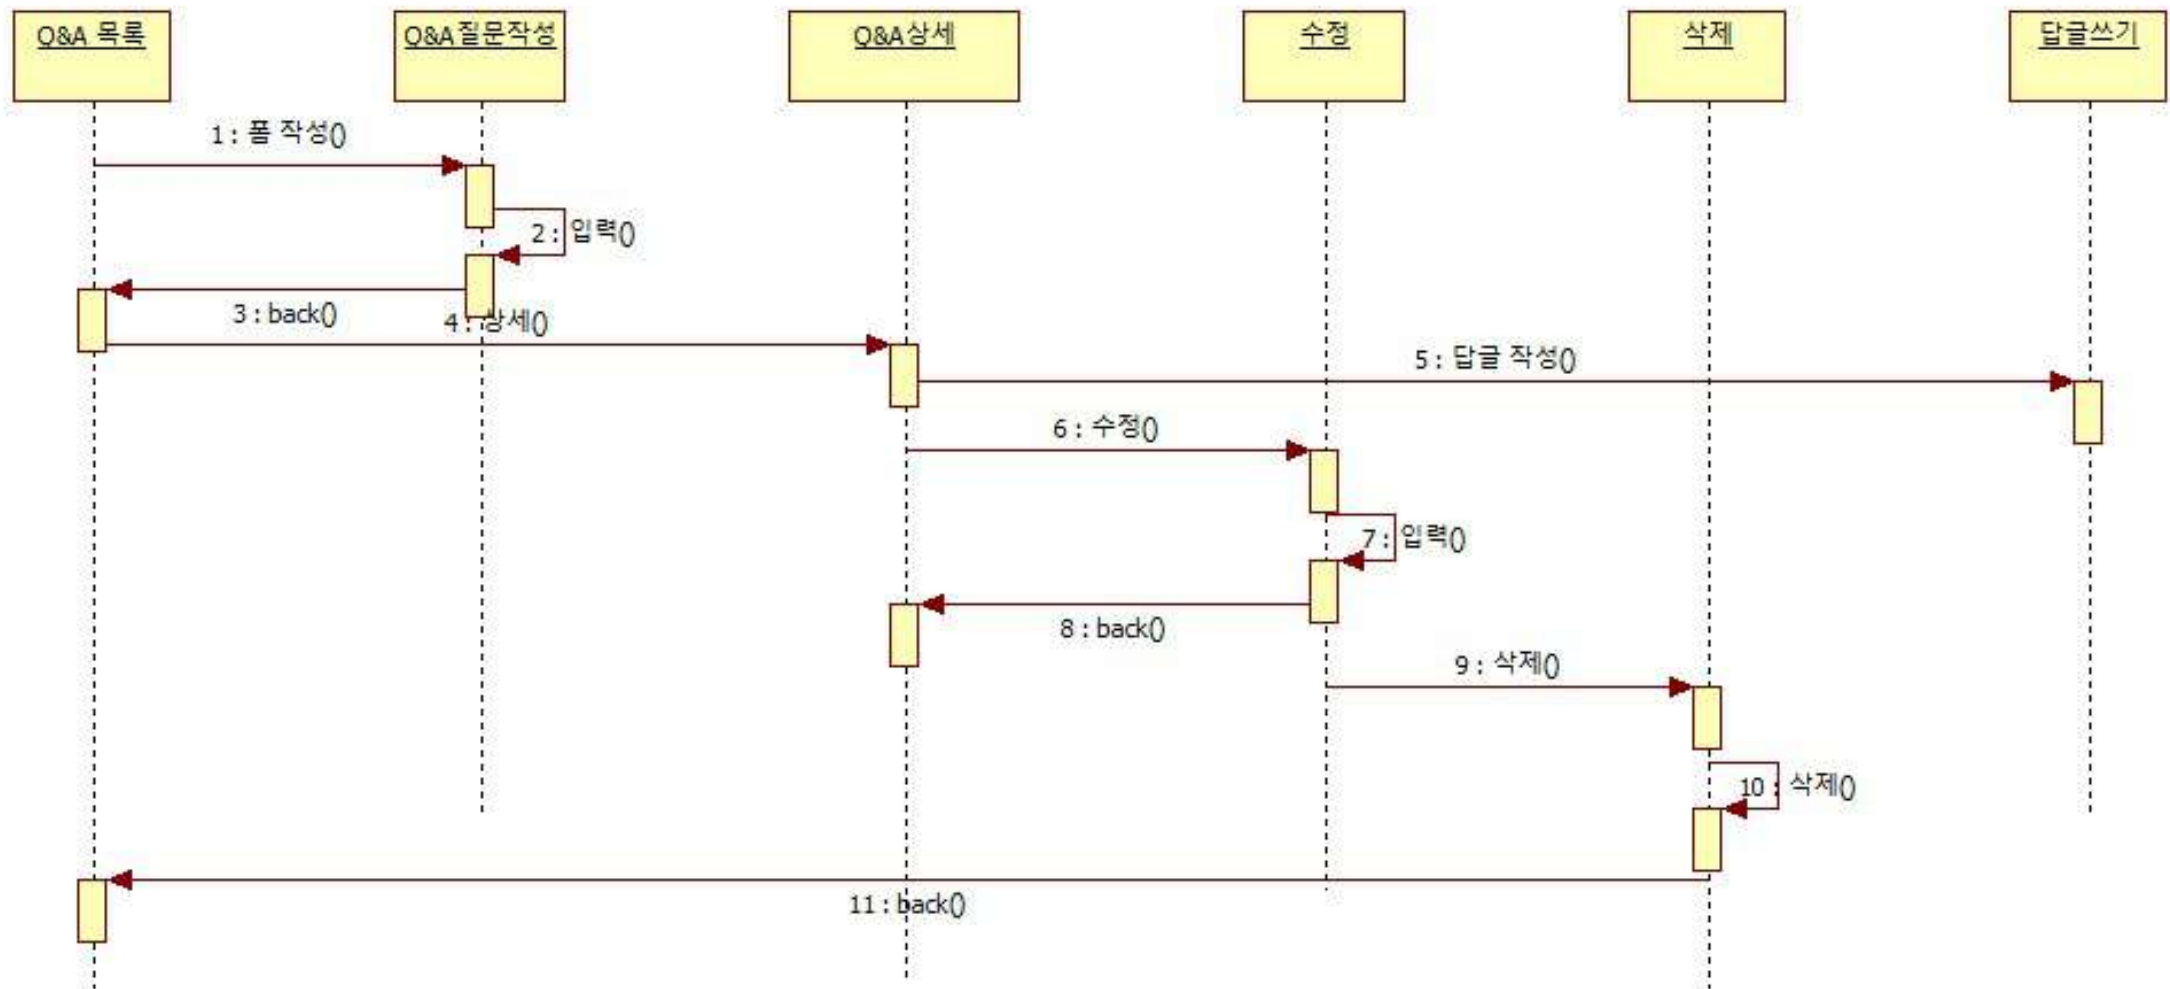 Q&A 목록
Q&A질문작성
Q&A상세
수정
삭제
답글쓰기
1 : 폼 작성()
2 : 입력()
3 : back()
4 : 상세()
5 : 답글 작성()
6 : 수정()
7 : 입력()
8 : back()
9 : 삭제()
10 : 삭제()
11 : back()